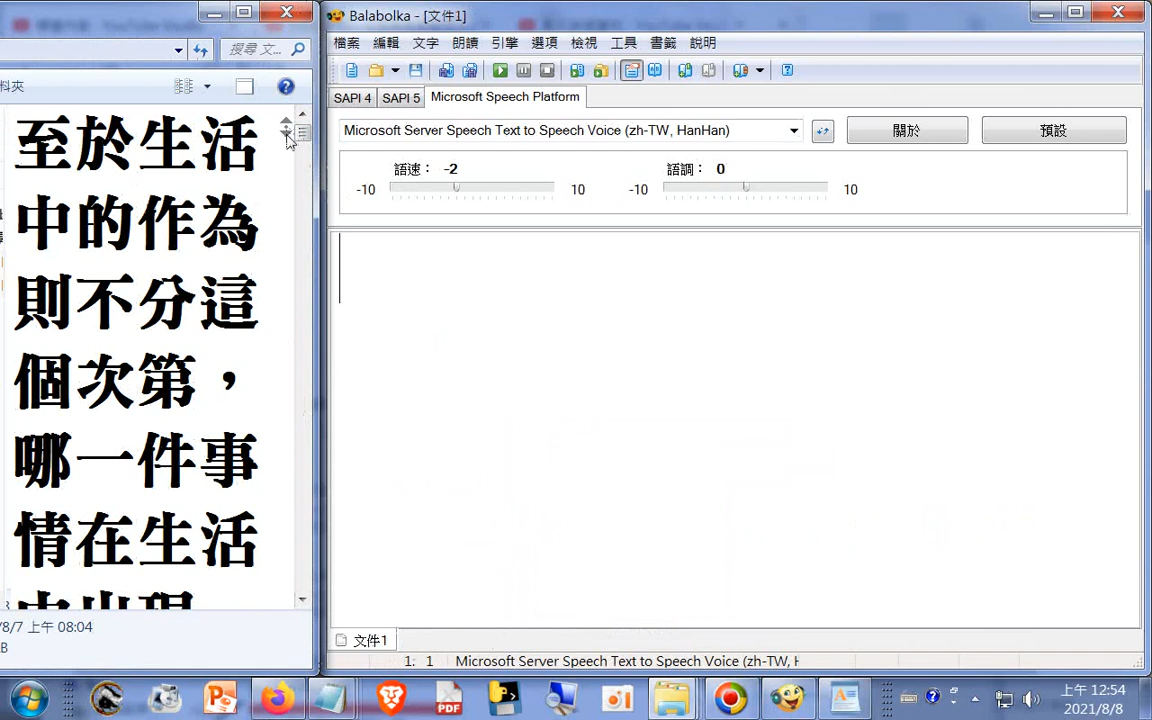 搜尋 文...
料夾
至於生活
中的作為
則不分這
個次第，
哪一件事
情在生活
中出現
/8/7 上午 08:04
B
Balabolka - [文件1]
檔案 編輯 文字 朗讀 引擎 選項 檢視 工具 書籤 說明
SAPI 4 SAPI 5 Microsoft Speech Platform
Microsoft Server Speech Text to Speech Voice (zh-TW, HanHan)
關於 預設
語速： -2 語調： 0
-10 10 -10 10
文件1
1: 1 Microsoft Server Speech Text to Speech Voice (zh-TW, H
PDF
上午 12:54
2021/8/8